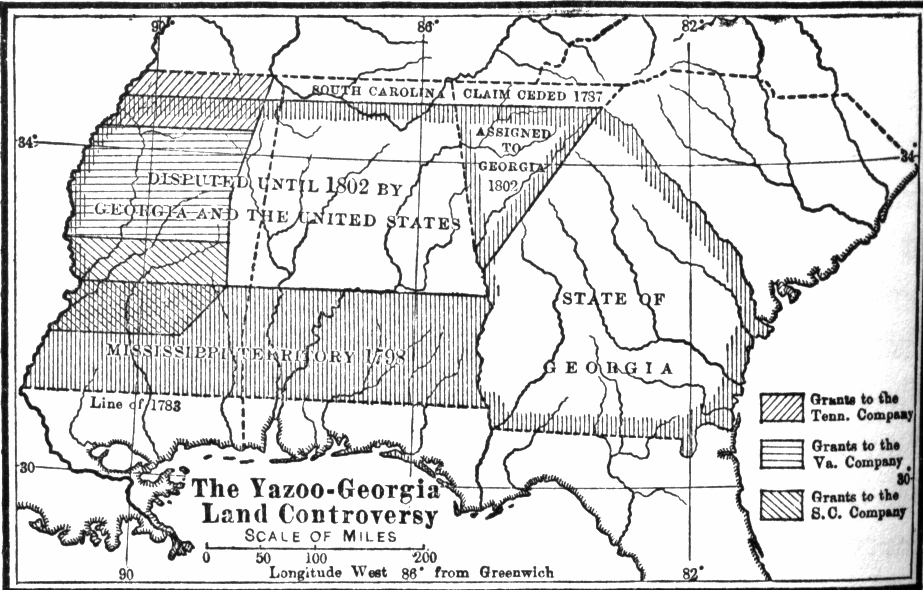 90°
86°
82°
SOUTH CAROLINA CLAIM CEDED 1787
ASSIGNED
TO
GEORGIA
1802
34°
34°
DISPUTED UNTIL 1802 BY
GEORGIA AND THE UNITED STATES
STATE OF
GEORGIA
MISSISSIPPI TERRITORY 1798
Line of 1783
Grants to the
Tenn. Company
Grants to the
Va. Company
Grants to the
S.C. Company
30
30°
The Yazoo-Georgia
Land Controversy
SCALE OF MILES
0 50 100 200
90
Longitude West 86° from Greenwich
82°